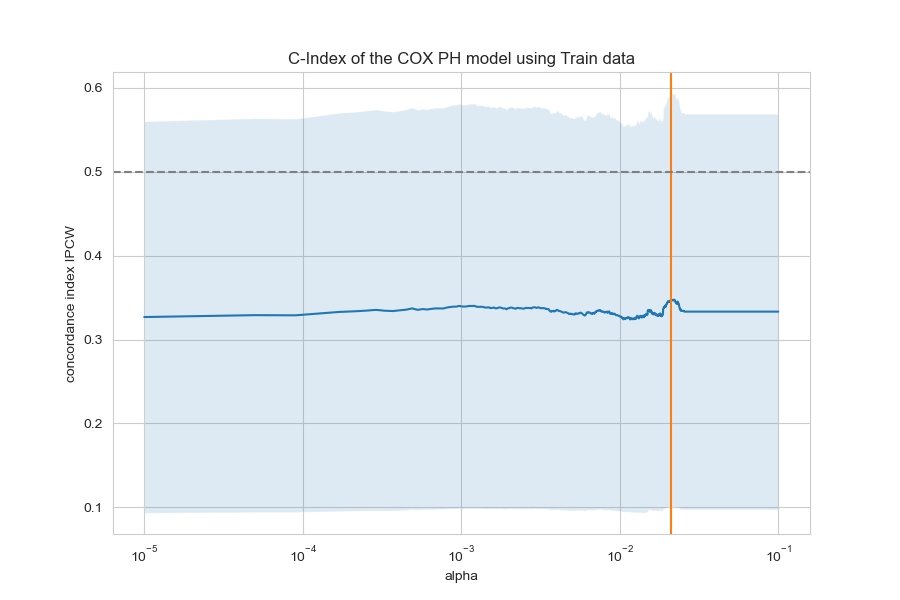 C-Index of the COX PH model using Train data
0.6
0.5
0.4
0.3
0.2
0.1
concordance index IPCW
10⁻⁵ 10⁻⁴ 10⁻³ 10⁻² 10⁻¹
alpha